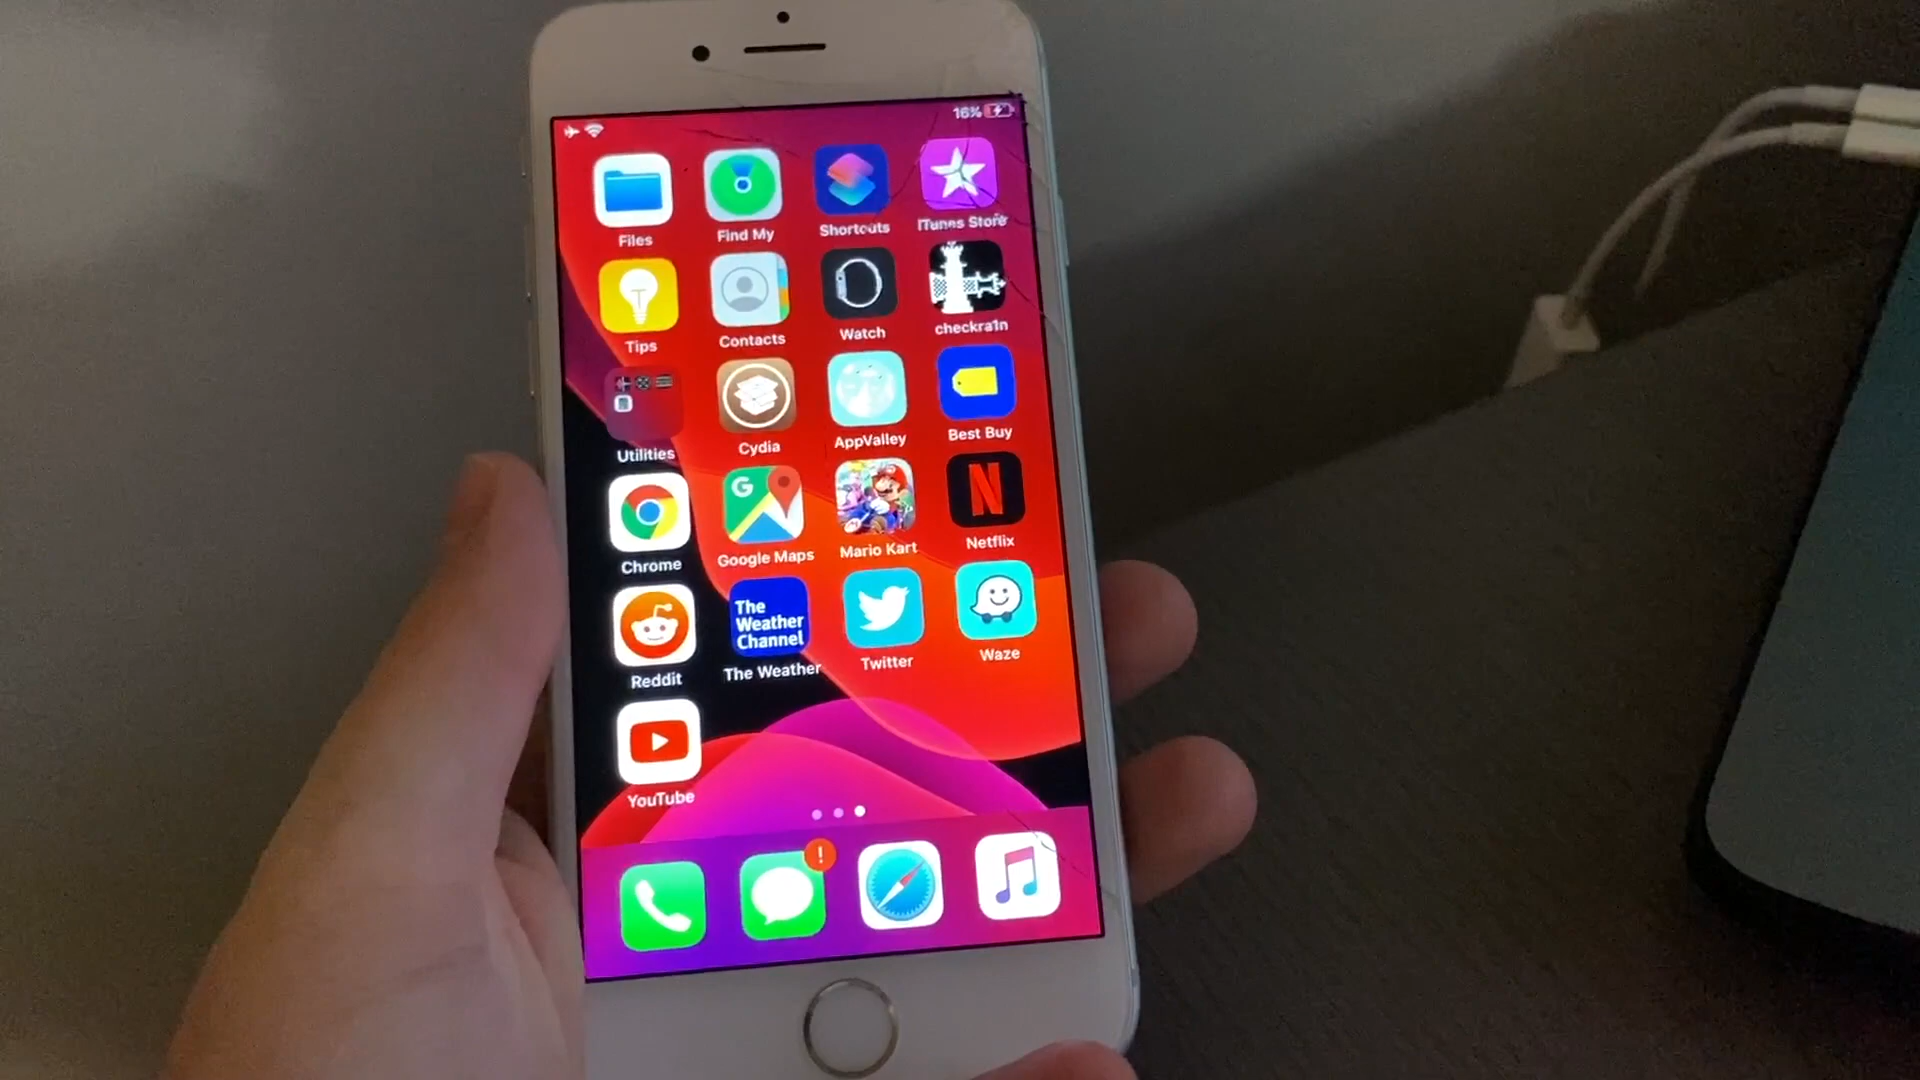 16%
Files
Find My
Shortcuts
iTunes Store
Tips
Contacts
Watch
checkra1n
Utilities
Cydia
AppValley
Best Buy
G
N
Chrome
Google Maps
Mario Kart
Netflix
The
Weather
Channel
Reddit
The Weather
Twitter
Waze
YouTube
!